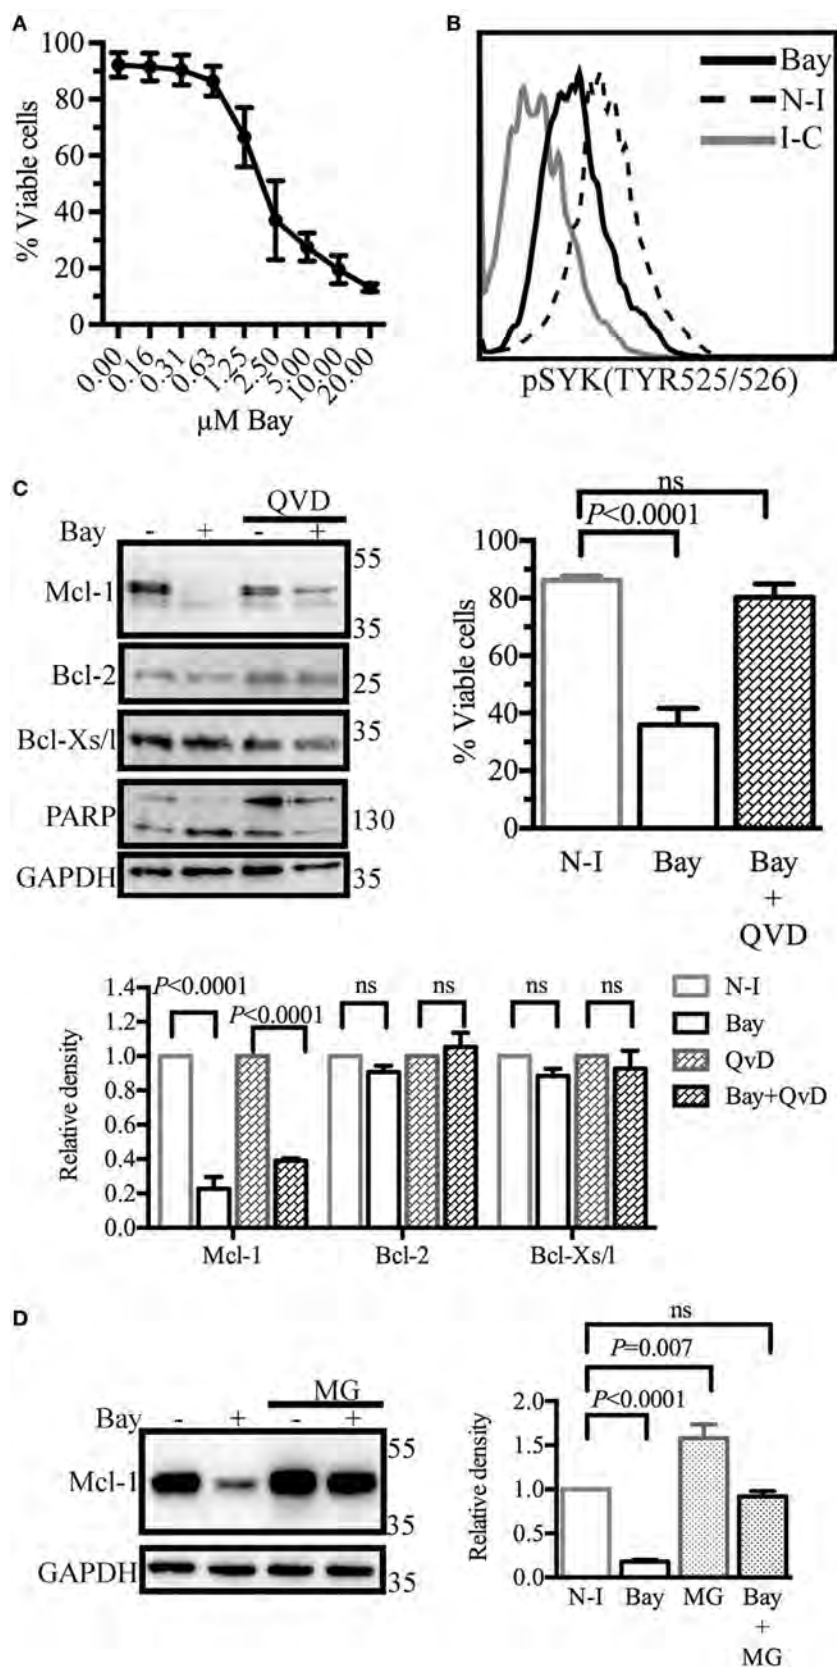 A
100
80
60
40
20
0
% Viable cells
0.00
0.16
0.31
0.63
1.25
2.50
5.00
10.00
20.00
μM Bay
B
Bay
N-I
I-C
pSYK(TYR525/526)
C
QVD
Bay - + - +
Mcl-1
55
35
Bcl-2
25
Bcl-Xs/l
35
PARP
130
GAPDH
35
ns
P<0.0001
100
80
60
40
20
0
% Viable cells
N-I
Bay
Bay
+
QVD
P<0.0001
P<0.0001
ns
ns
ns
ns
1.4
1.2
1.0
0.8
0.6
0.4
0.2
0.0
Relative density
Mcl-1
Bcl-2
Bcl-Xs/l
N-I
Bay
QvD
Bay+QvD
D
MG
Bay - + - +
Mcl-1
55
35
GAPDH
35
ns
P=0.007
P<0.0001
2.0
1.5
1.0
0.5
0.0
Relative density
N-I
Bay
MG
Bay
+
MG